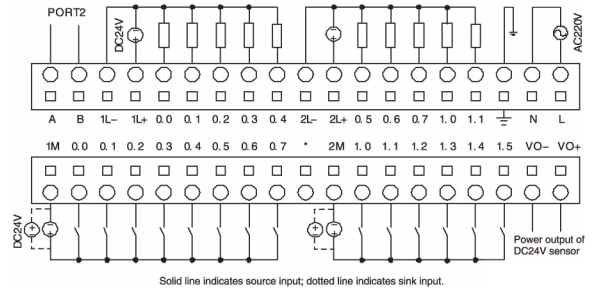 PORT2
DC24V
AC220V
A B 1L– 1L+ 0.0 0.1 0.2 0.3 0.4 2L– 2L+ 0.5 0.6 0.7 1.0 1.1 N L
1M 0.0 0.1 0.2 0.3 0.4 0.5 0.6 0.7 * 2M 1.0 1.1 1.2 1.3 1.4 1.5 VO– VO+
DC24V
DC24V
Power output of
DC24V sensor
Solid line indicates source input; dotted line indicates sink input.